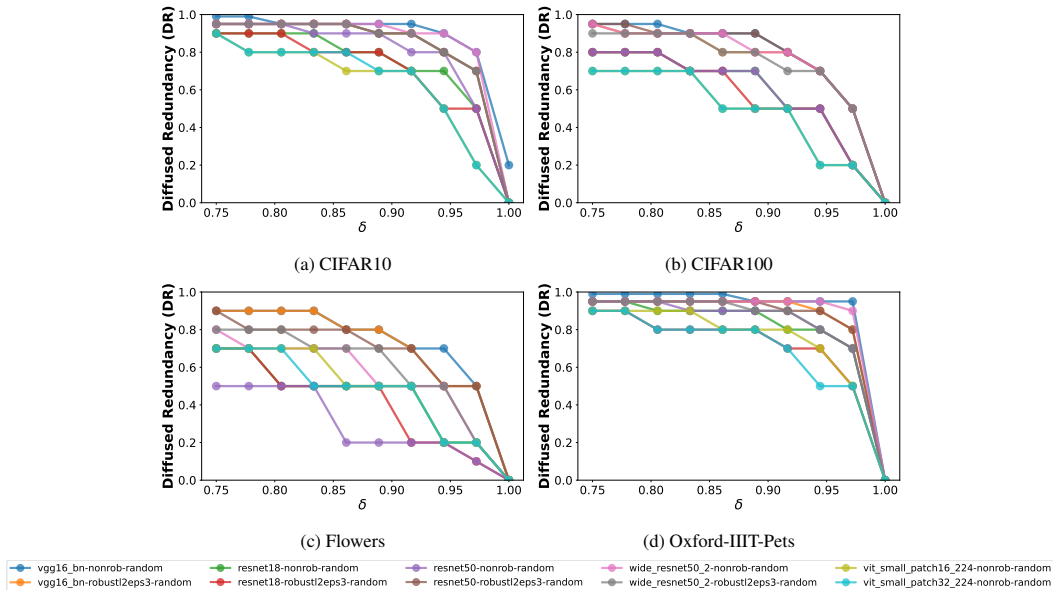 Diffused Redundancy (DR)
1.0
0.8
0.6
0.4
0.2
0.0
0.75 0.80 0.85 0.90 0.95 1.00
δ
(a) CIFAR10
Diffused Redundancy (DR)
1.0
0.8
0.6
0.4
0.2
0.0
0.75 0.80 0.85 0.90 0.95 1.00
δ
(b) CIFAR100
Diffused Redundancy (DR)
1.0
0.8
0.6
0.4
0.2
0.0
0.75 0.80 0.85 0.90 0.95 1.00
δ
(c) Flowers
Diffused Redundancy (DR)
1.0
0.8
0.6
0.4
0.2
0.0
0.75 0.80 0.85 0.90 0.95 1.00
δ
(d) Oxford-IIIT-Pets
vgg16_bn-nonrob-random resnet18-nonrob-random resnet50-nonrob-random wide_resnet50_2-nonrob-random vit_small_patch16_224-nonrob-random
vgg16_bn-robustl2eps3-random resnet18-robustl2eps3-random resnet50-robustl2eps3-random wide_resnet50_2-robustl2eps3-random vit_small_patch32_224-nonrob-random